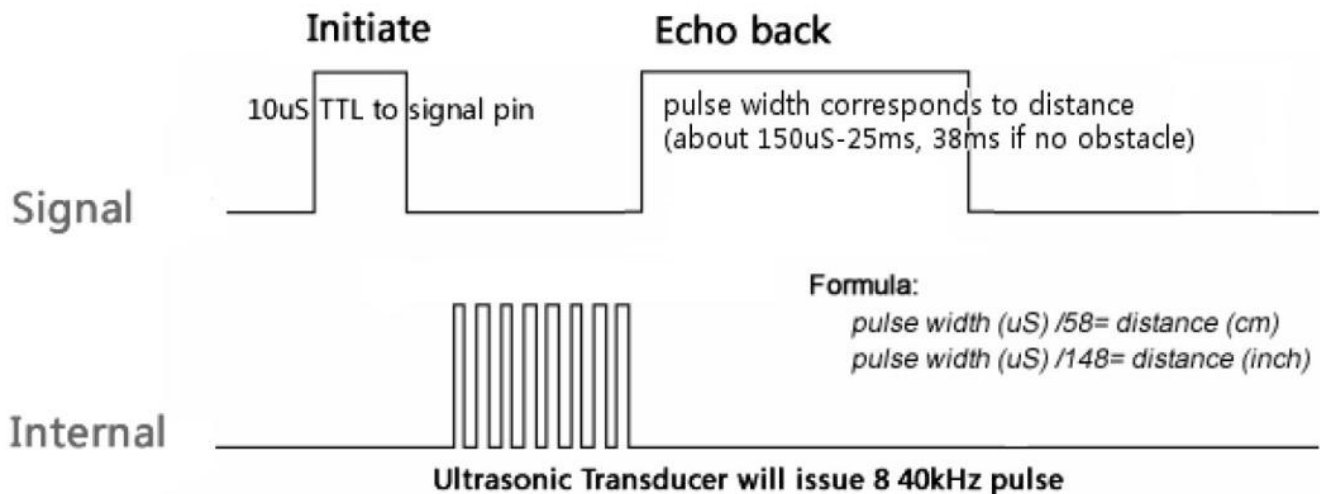 Initiate
Echo back
10uS TTL to signal pin
pulse width corresponds to distance
(about 150uS-25ms, 38ms if no obstacle)
Signal
Formula:
pulse width (uS) /58= distance (cm)
pulse width (uS) /148= distance (inch)
Internal
Ultrasonic Transducer will issue 8 40kHz pulse